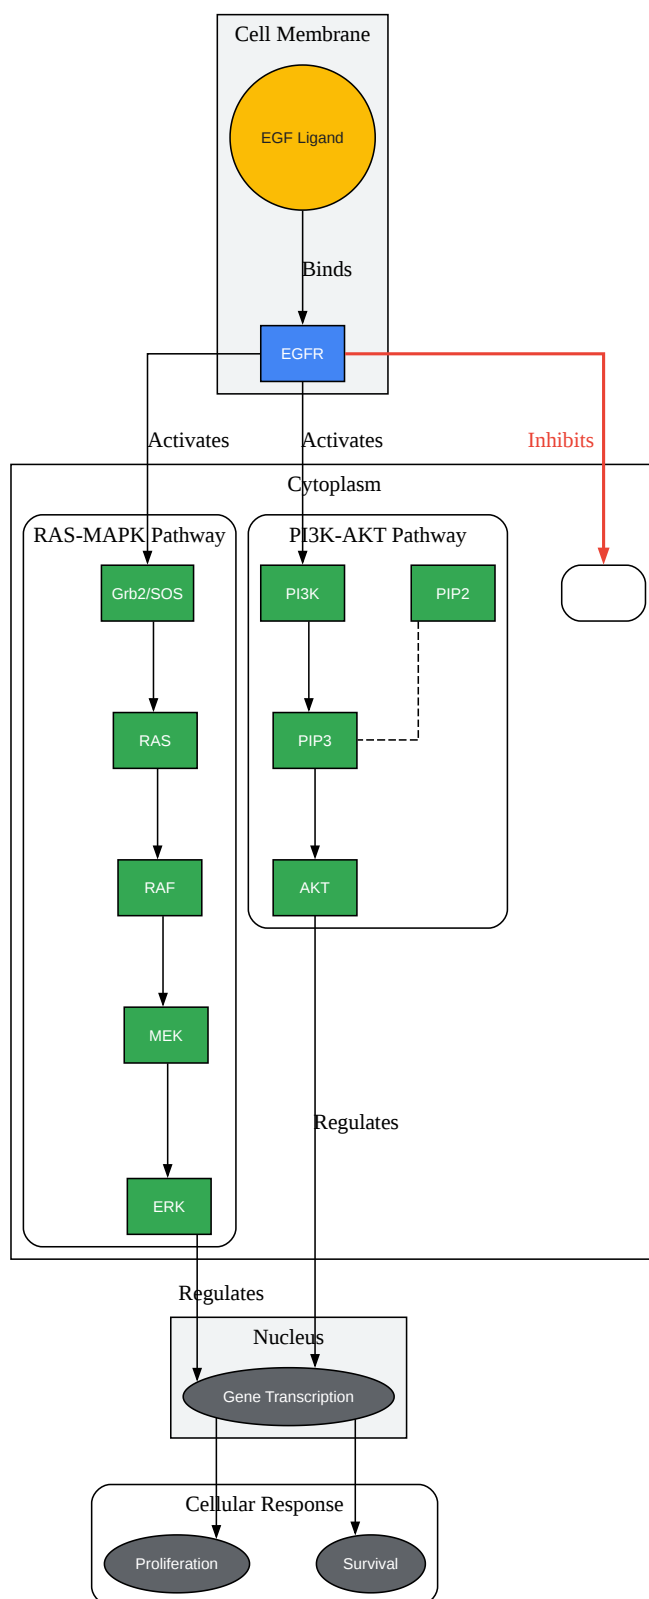 Cell Membrane
EGF Ligand
Binds
EGFR
Activates
Activates
Inhibits
Cytoplasm
RAS-MAPK Pathway
PI3K-AKT Pathway
Grb2/SOS
PI3K
PIP2
RAS
PIP3
RAF
AKT
MEK
Regulates
ERK
Regulates
Nucleus
Gene Transcription
Cellular Response
Proliferation
Survival